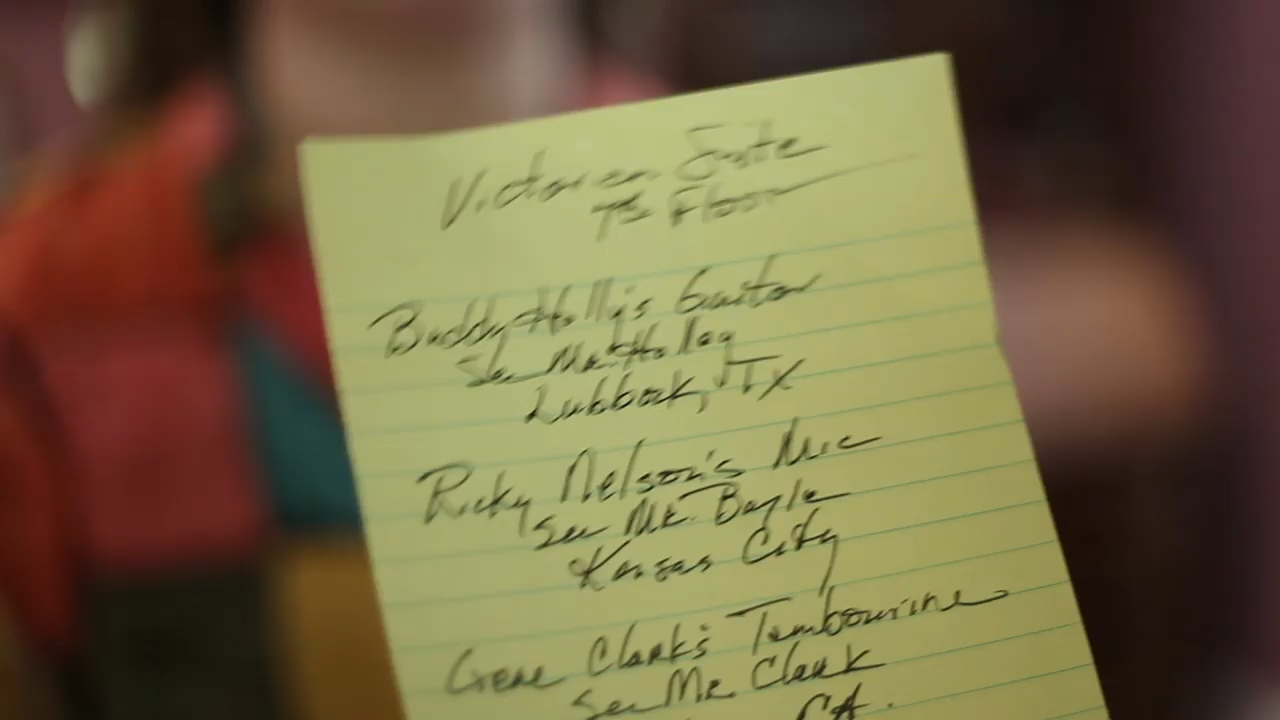 Victorian Suite
7th Floor
Buddy Holly's Guitar
See Mr. Holley
Lubbock, TX
Ricky Nelson's Mic
See Mr. Boyle
Kansas City
Gene Clark's Tambourine
See Mr. Clark
CA.